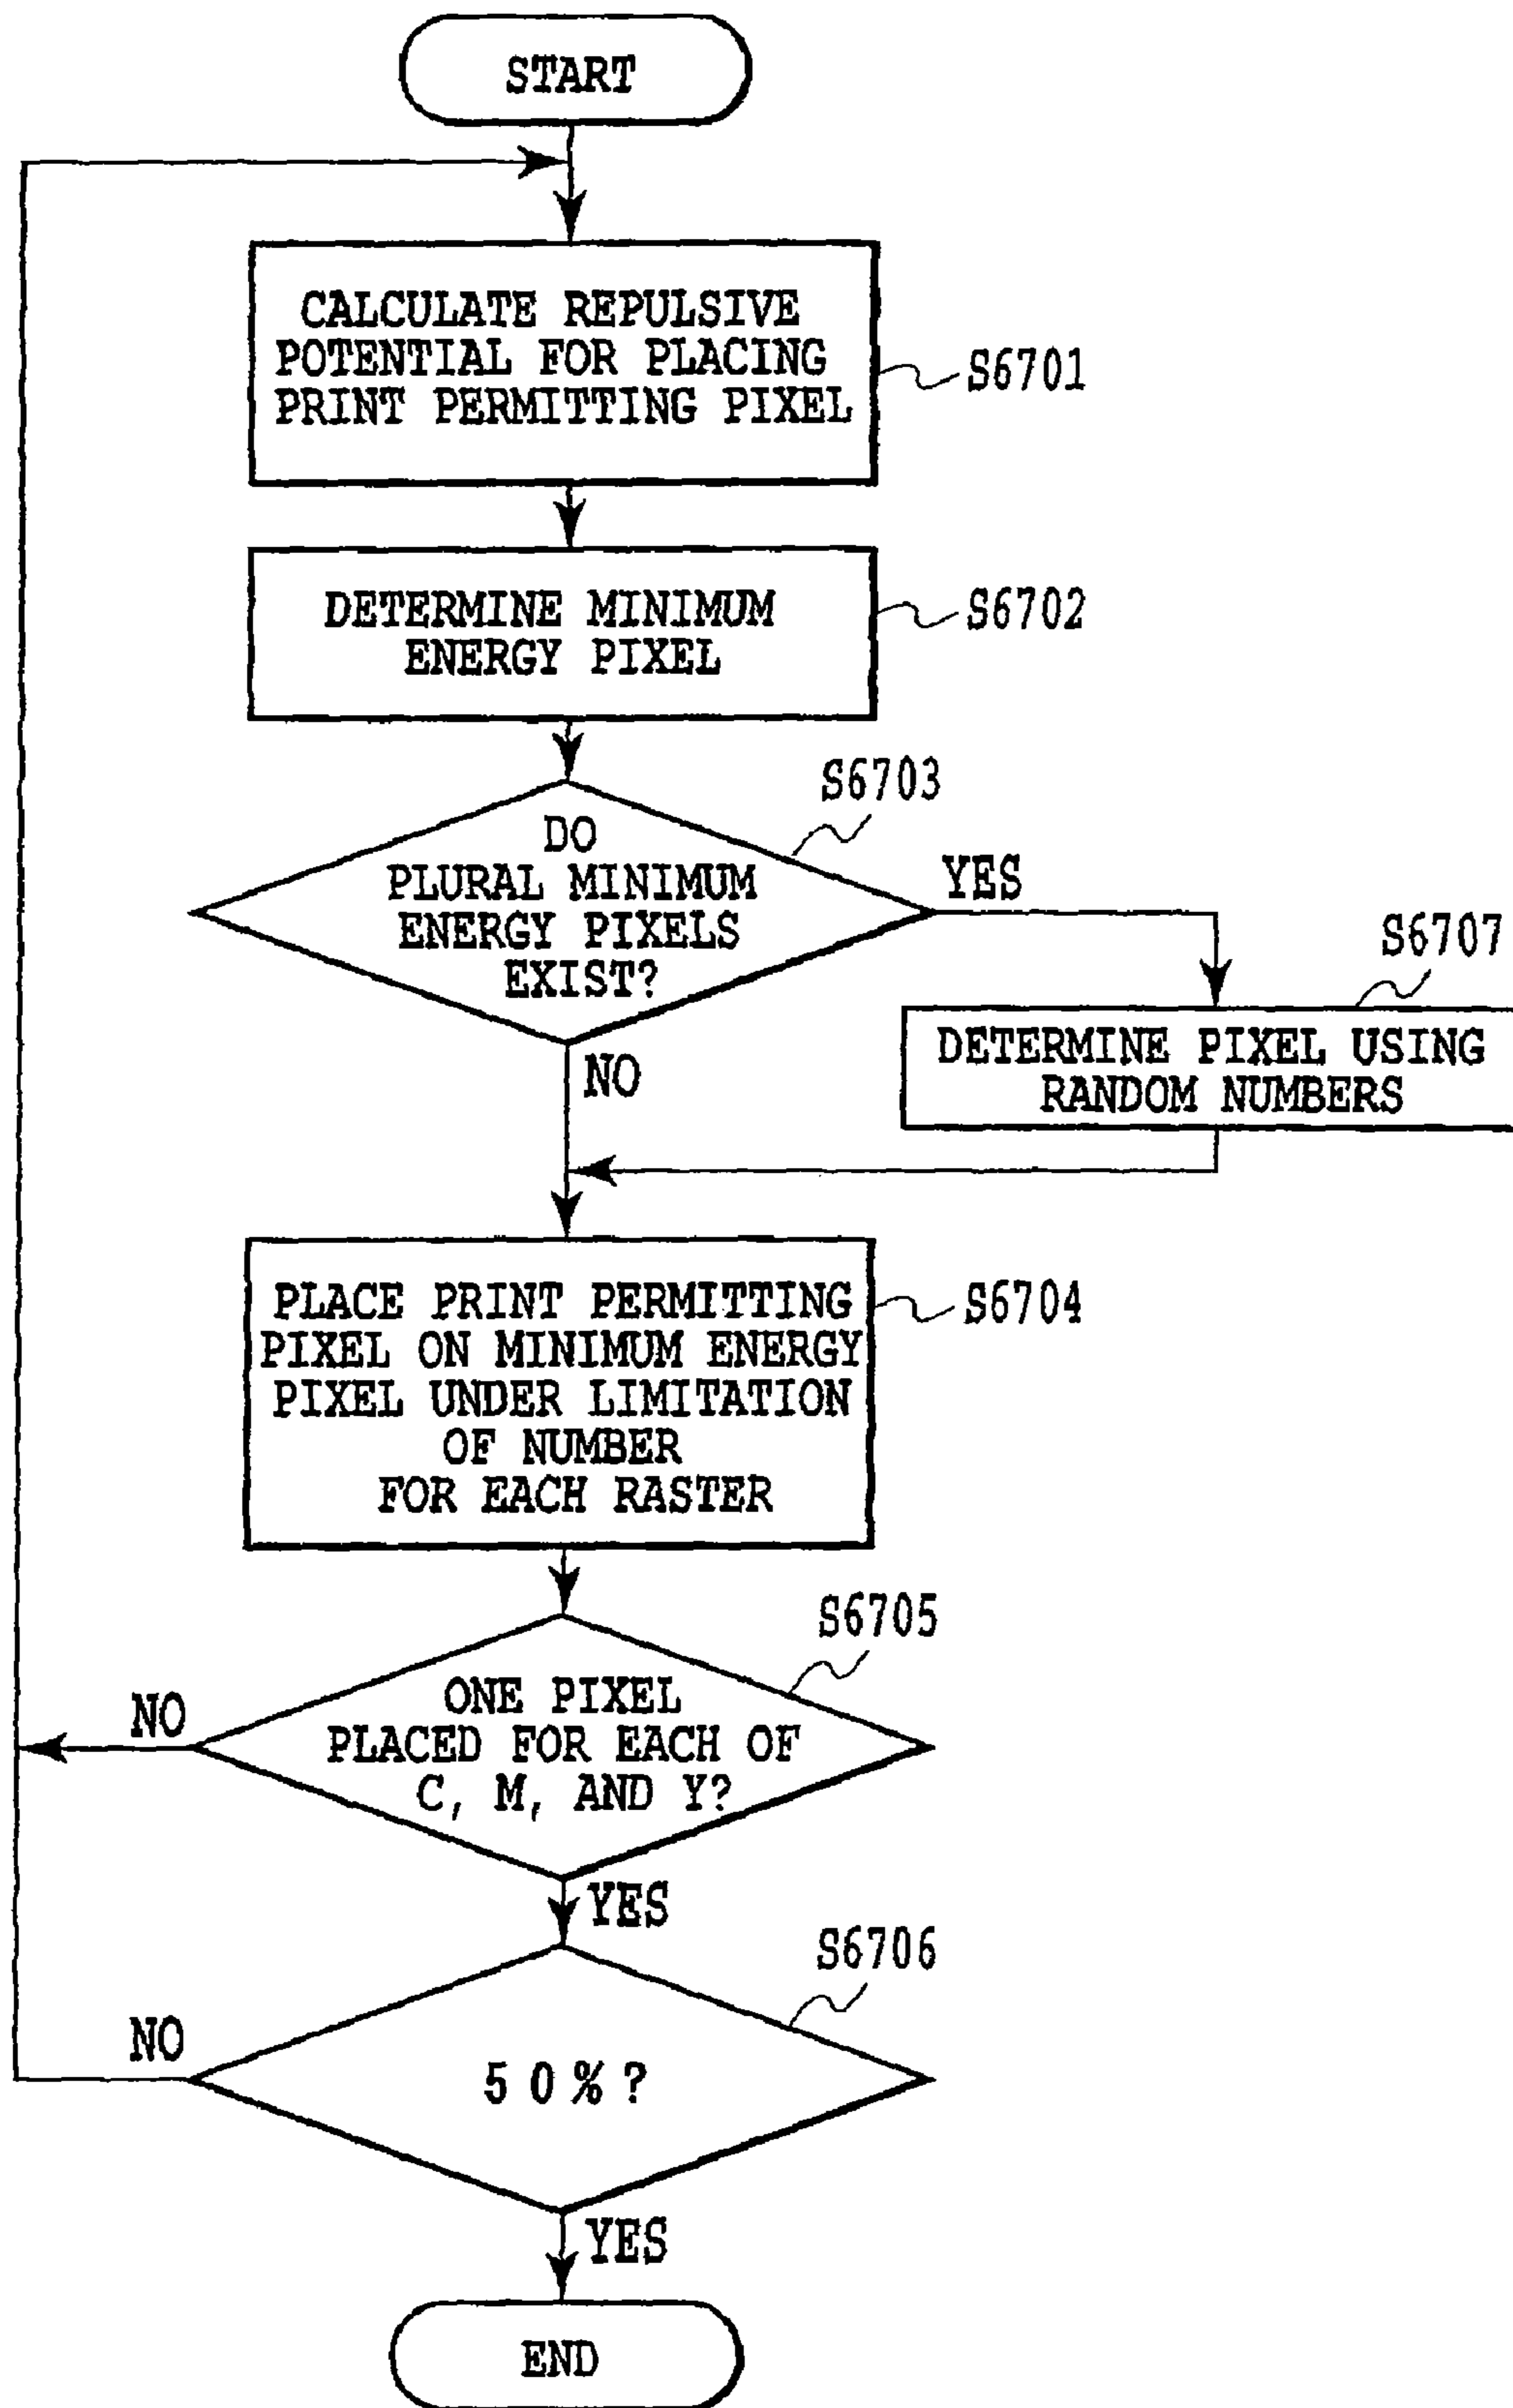 START
CALCULATE REPULSIVE
POTENTIAL FOR PLACING
PRINT PERMITTING PIXEL
S6701
DETERMINE MINIMUM
ENERGY PIXEL
S6702
S6703
DO
PLURAL MINIMUM
ENERGY PIXELS
EXIST?
YES
NO
S6707
DETERMINE PIXEL USING
RANDOM NUMBERS
PLACE PRINT PERMITTING
PIXEL ON MINIMUM ENERGY
PIXEL UNDER LIMITATION
OF NUMBER
FOR EACH RASTER
S6704
S6705
ONE PIXEL
PLACED FOR EACH OF
C, M, AND Y?
NO
YES
S6706
50%?
NO
YES
END